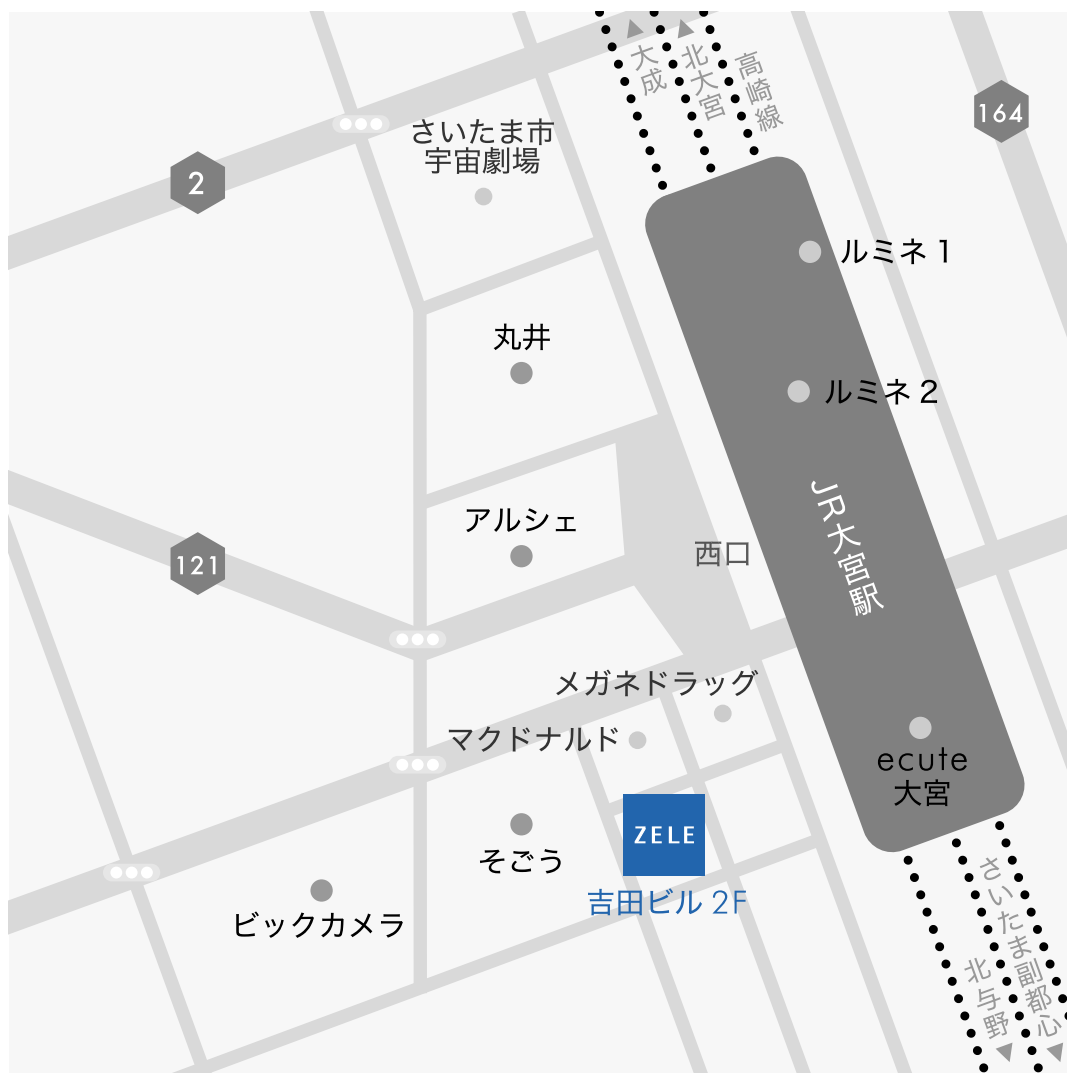 大成
北大宮
高崎線
164
さいたま市
宇宙劇場
2
ルミネ1
丸井
ルミネ2
アルシェ
JR大宮駅
西口
121
メガネドラッグ
マクドナルド
ecute
大宮
ZELE
そごう
吉田ビル 2F
ビックカメラ
さいたま副都心
北与野